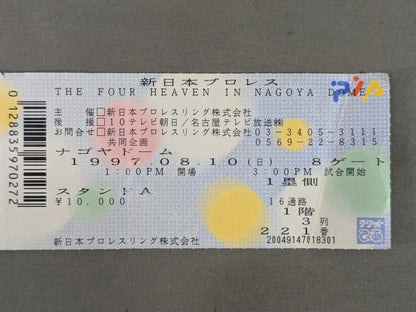 新日本プロレス
THE FOUR HEAVEN IN NAGOYA DOME
主 催□新日本プロレスリング株式会社
後 援□10テレビ朝日/名古屋テレビ放送㈱
お問合せ□新日本プロレスリング株式会社 03-3405-3111
共同企画 0569-22-8315
ナゴヤドーム
1997.08.10(日) 8ゲート
1:00PM 開場 3:00PM 試合開始
1塁側
スタンドA
¥10,000 16通路
1階
3列
221番
新日本プロレスリング株式会社 20049147018301
0128835970272
ぴあ